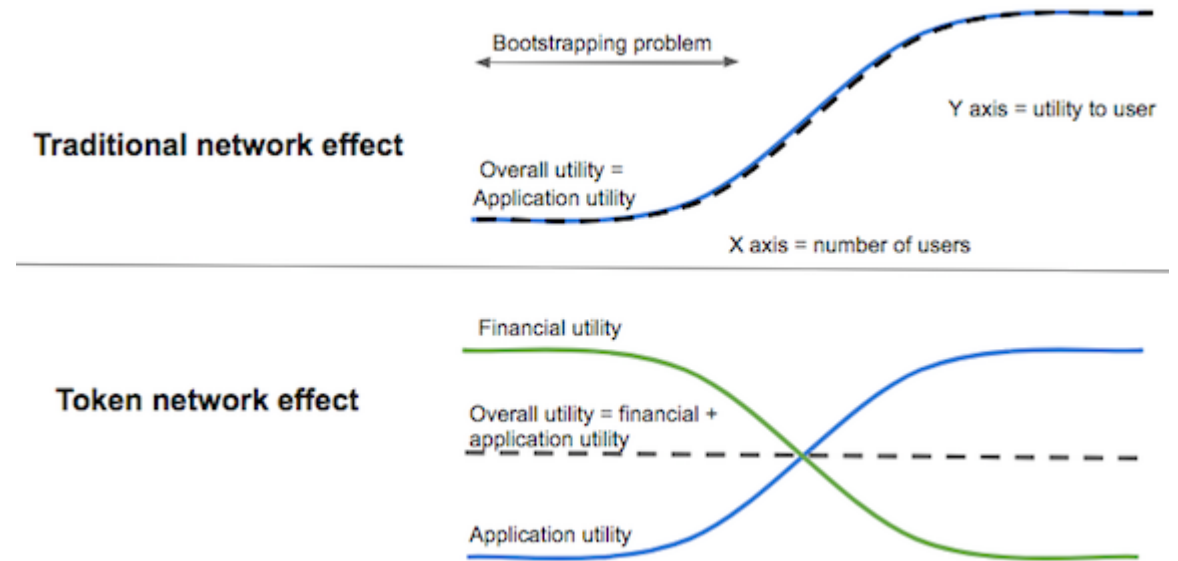 Bootstrapping problem
Y axis = utility to user
Traditional network effect
Overall utility =
Application utility
X axis = number of users
Financial utility
Token network effect
Overall utility = financial +
application utility
Application utility